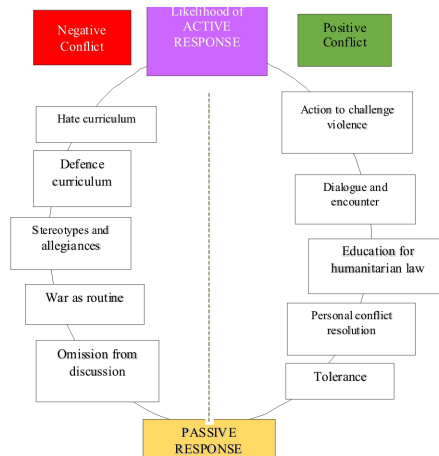 Negative
Conflict
Likelihood of
ACTIVE
RESPONSE
Positive
Conflict
Hate curriculum
Defence
curriculum
Stereotypes and
allegiances
War as routine
Omission from
discussion
Action to challenge
violence
Dialogue and
encounter
Education for
humanitarian law
Personal conflict
resolution
Tolerance
PASSIVE
RESPONSE